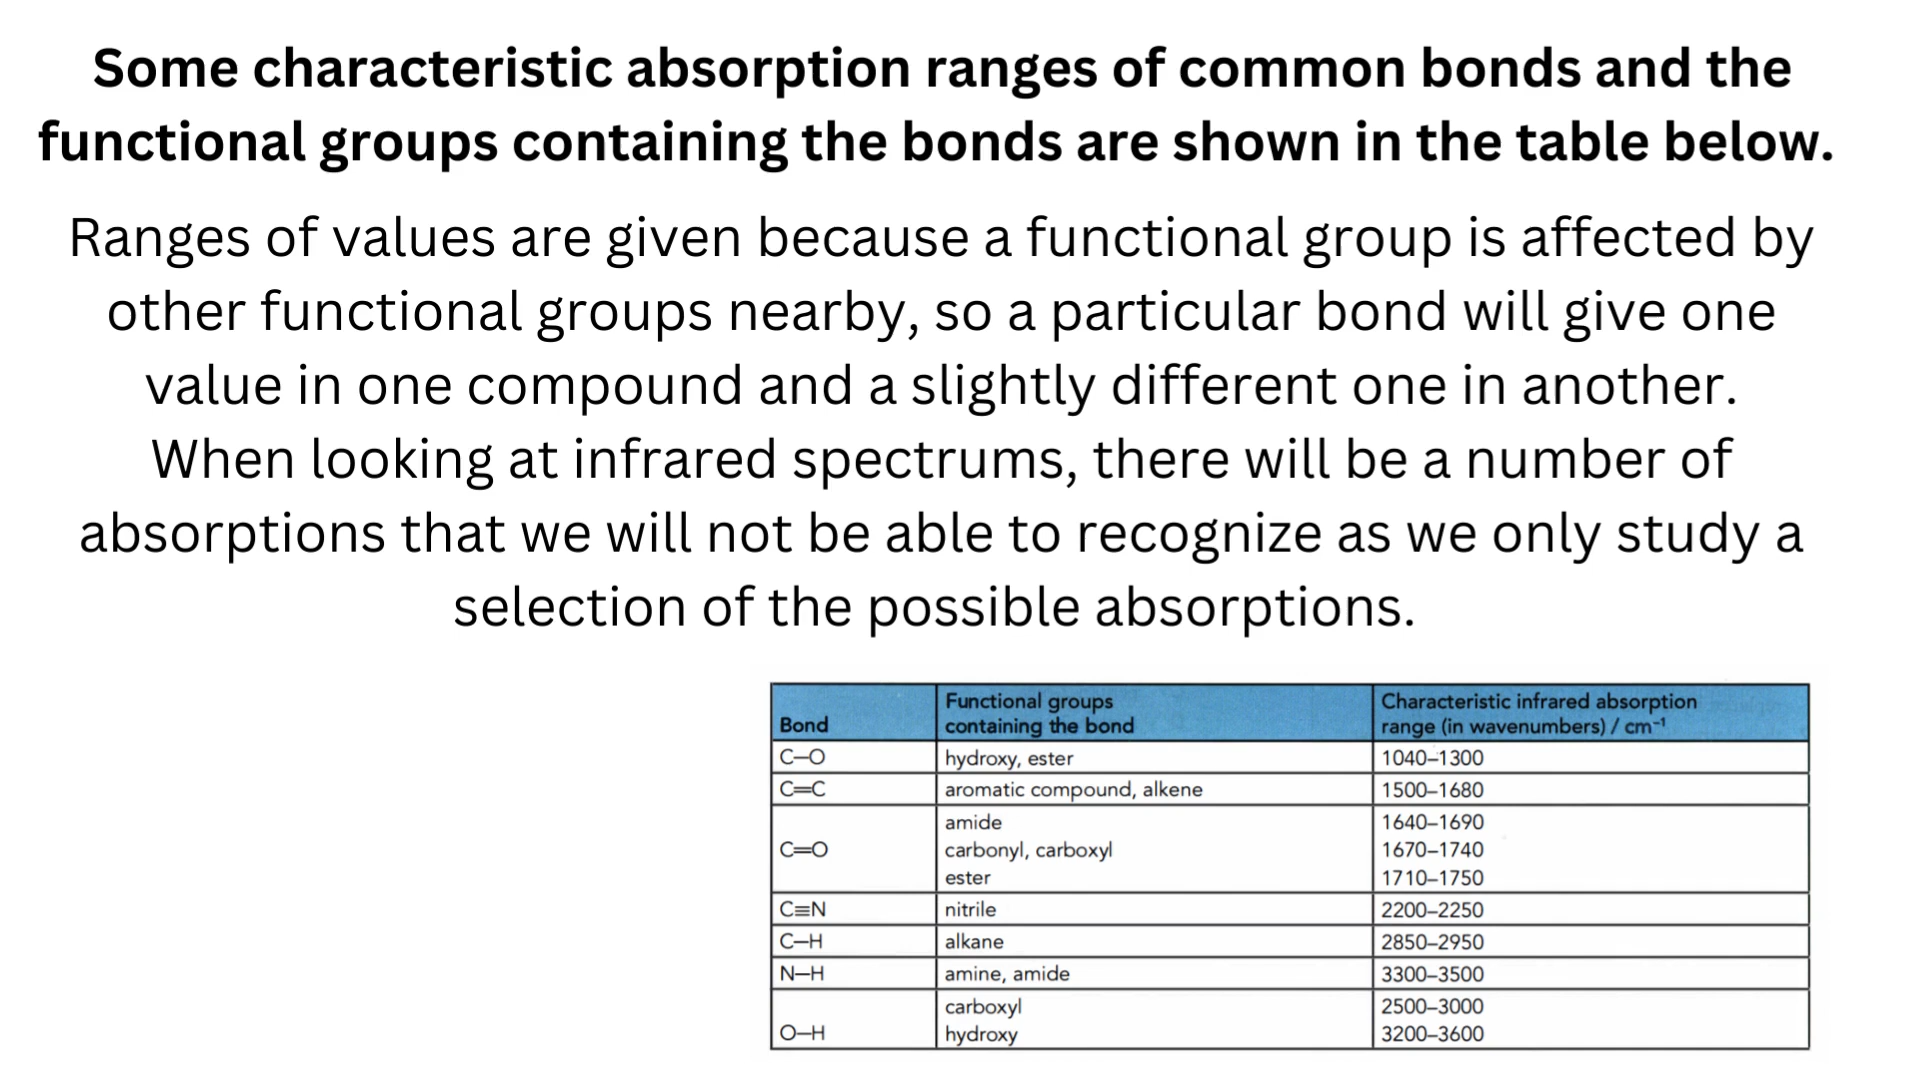 Some characteristic absorption ranges of common bonds and the
functional groups containing the bonds are shown in the table below.
Ranges of values are given because a functional group is affected by
other functional groups nearby, so a particular bond will give one
value in one compound and a slightly different one in another.
When looking at infrared spectrums, there will be a number of
absorptions that we will not be able to recognize as we only study a
selection of the possible absorptions.
Bond Functional groups containing the bond Characteristic infrared absorption range (in wavenumbers) / cm⁻¹
C–O hydroxy, ester 1040–1300
C=C aromatic compound, alkene 1500–1680
C=O amide 1640–1690
carbonyl, carboxyl 1670–1740
ester 1710–1750
C≡N nitrile 2200–2250
C–H alkane 2850–2950
N–H amine, amide 3300–3500
carboxyl 2500–3000
O–H hydroxy 3200–3600